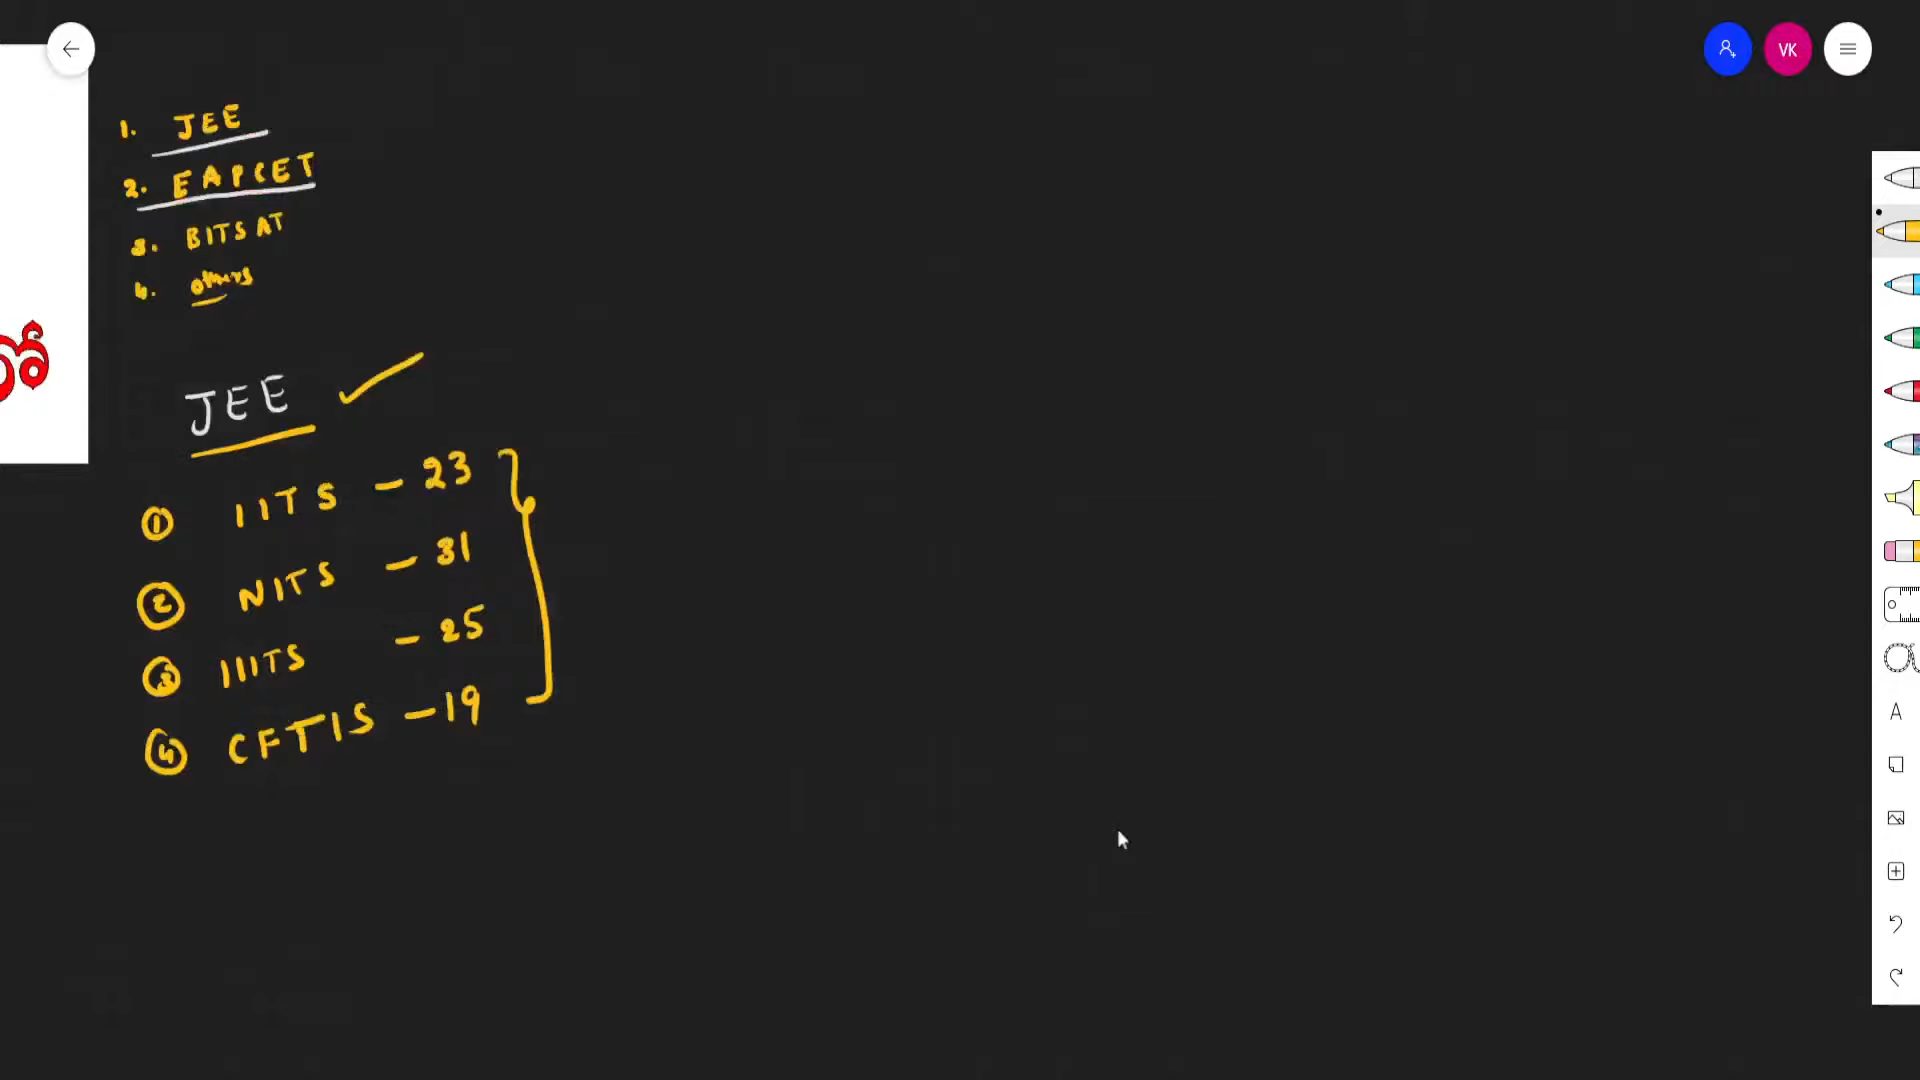 VK
1. JEE
2. EAPCET
3. BITSAT
4. others
JEE
1 IITS - 23
2 NITS - 31
3 IIITS - 25
4 CFTIS - 19
A